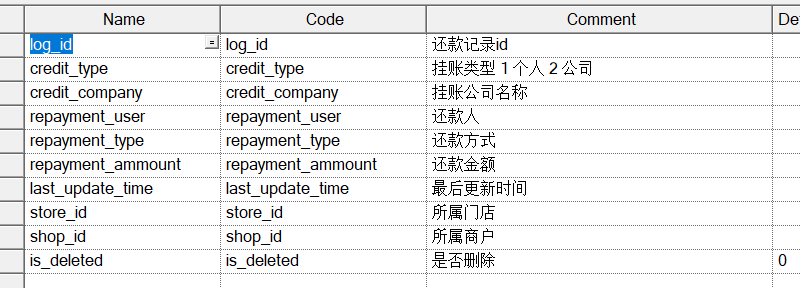 Name Code Comment De
log_id log_id 还款记录id
credit_type credit_type 挂账类型 1 个人 2 公司
credit_company credit_company 挂账公司名称
repayment_user repayment_user 还款人
repayment_type repayment_type 还款方式
repayment_ammount repayment_ammount 还款金额
last_update_time last_update_time 最后更新时间
store_id store_id 所属门店
shop_id shop_id 所属商户
is_deleted is_deleted 是否删除 0